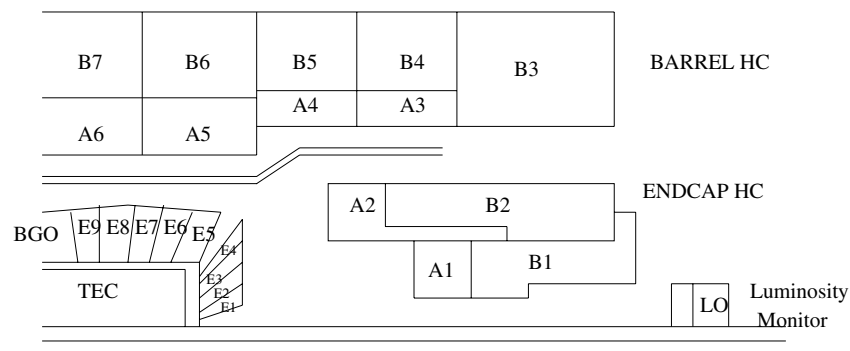 B7 B6 B5 B4 B3 BARREL HC
A6 A5 A4 A3
A2 B2 ENDCAP HC
BGO E9 E8 E7 E6 E5
E4
A1 B1
E3
TEC
E2
E1
LO Luminosity
Monitor